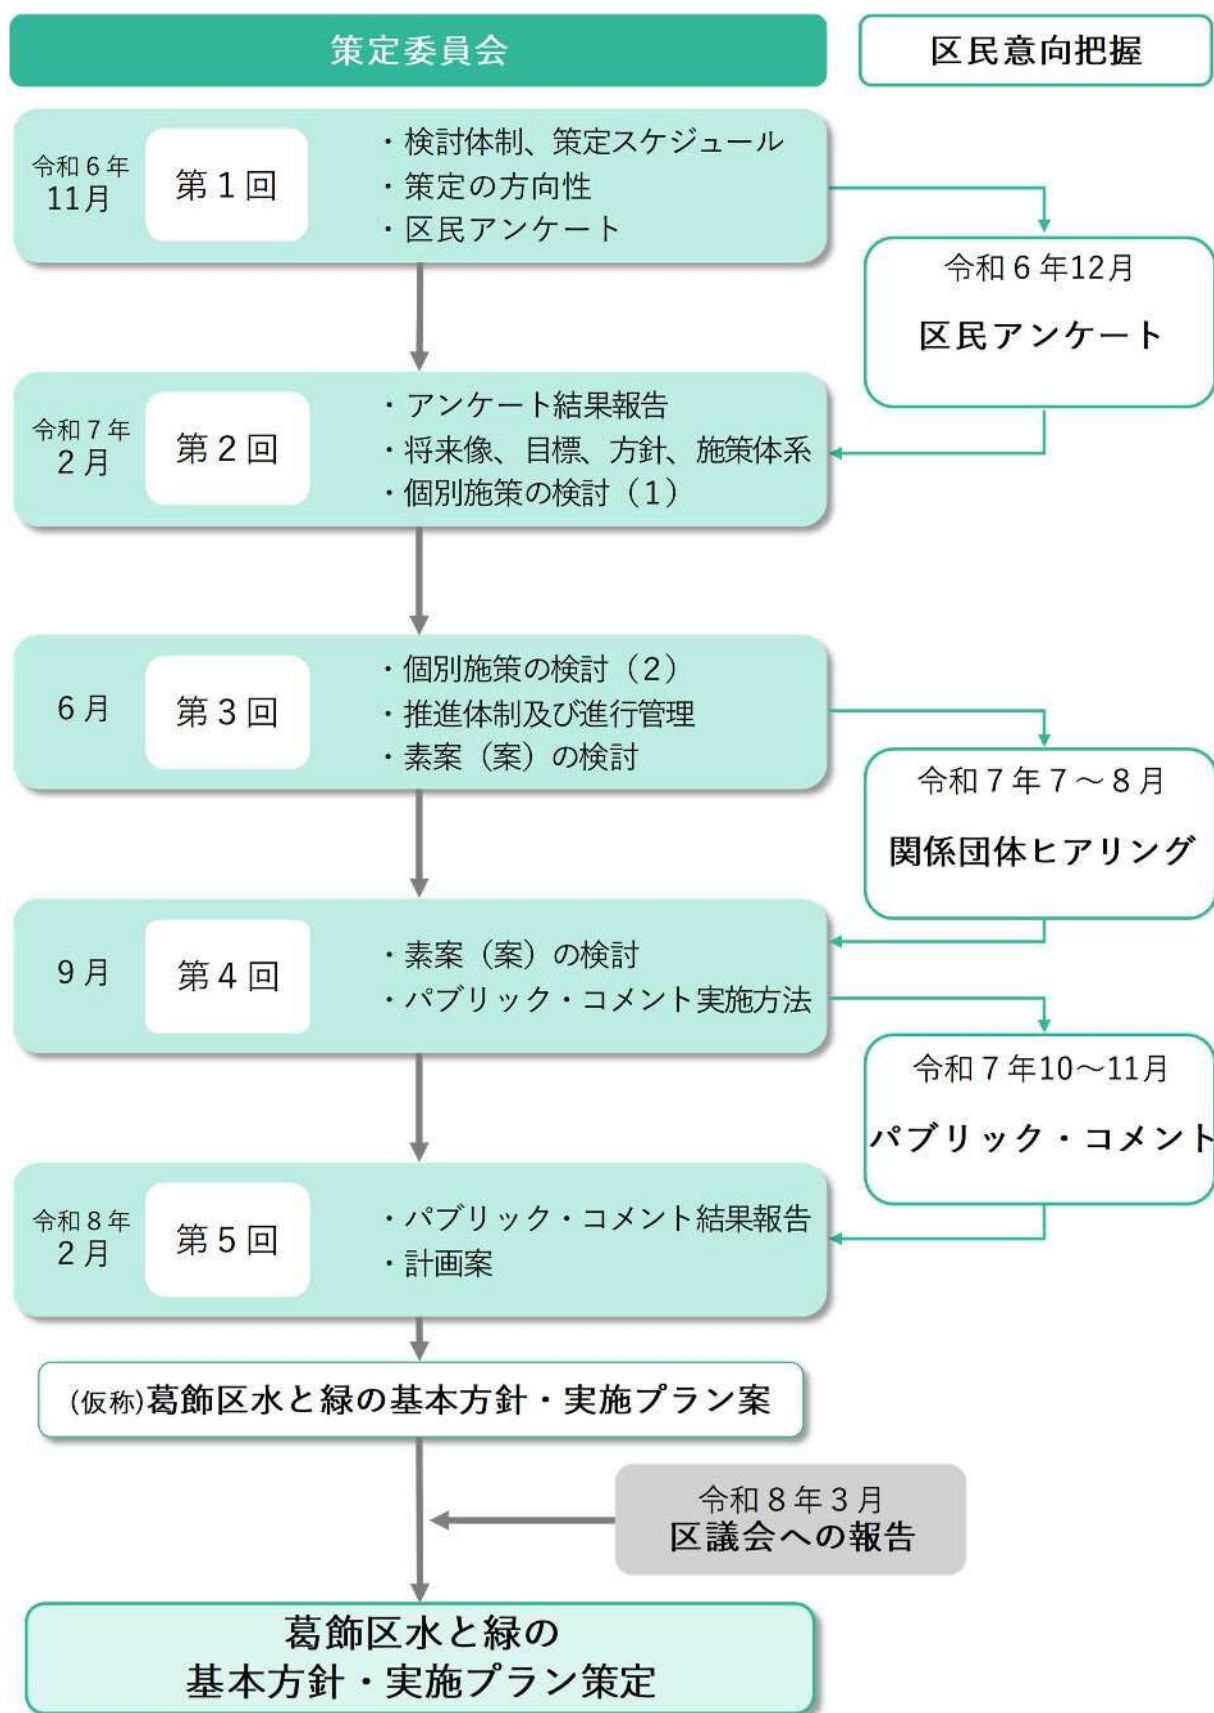 策定委員会
区民意向把握
令和6年
11月
第1回
・検討体制、策定スケジュール
・策定の方向性
・区民アンケート
令和6年12月
区民アンケート
令和7年
2月
第2回
・アンケート結果報告
・将来像、目標、方針、施策体系
・個別施策の検討（1）
6月
第3回
・個別施策の検討（2）
・推進体制及び進行管理
・素案（案）の検討
令和7年7～8月
関係団体ヒアリング
9月
第4回
・素案（案）の検討
・パブリック・コメント実施方法
令和7年10～11月
パブリック・コメント
令和8年
2月
第5回
・パブリック・コメント結果報告
・計画案
(仮称)葛飾区水と緑の基本方針・実施プラン案
令和8年3月
区議会への報告
葛飾区水と緑の
基本方針・実施プラン策定